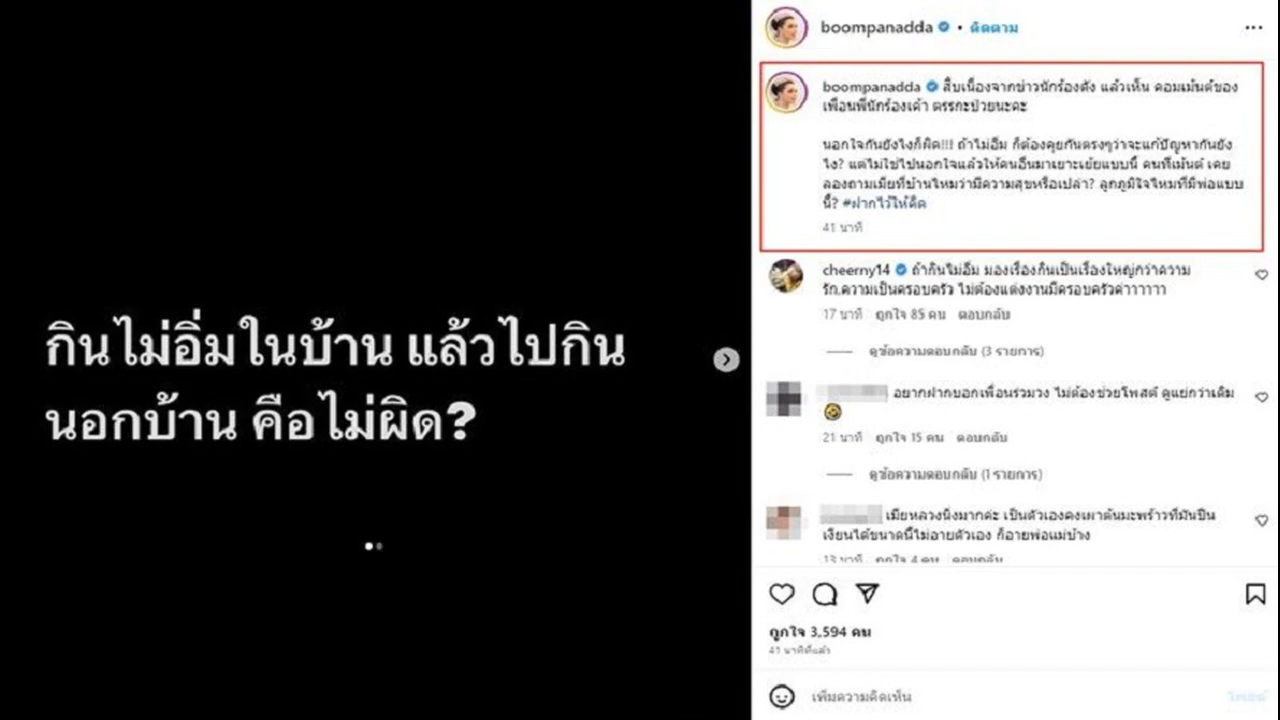 กินไม่อิ่มในบ้าน แล้วไปกิน
นอกบ้าน คือไม่ผิด?
boompanadda • ติดตาม
boompanadda สืบเนื่องจากข่าวนักร้องดัง แล้วเห็น คอมเม้นต์ของ
เพื่อนพี่นักร้องเค้า ตรรกะป่วยนะคะ
นอกใจกันยังไงก็ผิด!!! ถ้าไม่อิ่ม ก็ต้องคุยกันตรงๆว่าจะแก้ปัญหากันยัง
ไง? แต่ไม่ใช่ไปนอกใจแล้วให้คนอื่นมาเยาะเย้ยแบบนี้ คนที่เม้นต์ เคย
ลองถามเมียที่บ้านไหมว่ามีความสุขหรือเปล่า? ลูกภูมิใจไหมที่มีพ่อแบบ
นี้? #ฝากไว้ให้คิด
41 นาที
cheerny14 ถ้ากินไม่อิ่ม มองเรื่องกินเป็นเรื่องใหญ่กว่าความ
รัก.ความเป็นครอบครัว ไม่ต้องแต่งงานมีครอบครัวค่าาาาาา
17 นาที ถูกใจ 85 คน ตอบกลับ
ดูข้อความตอบกลับ (3 รายการ)
อยากฝากบอกเพื่อนร่วมวง ไม่ต้องช่วยโพสต์ ดูแย่กว่าเดิม
21 นาที ถูกใจ 15 คน ตอบกลับ
ดูข้อความตอบกลับ (1 รายการ)
เมียหลวงนิ่งมากค่ะ เป็นตัวเองคงเผาต้นมะพร้าวที่มันปีน
เงี่ยนได้ขนาดนี้ไม่อายตัวเอง ก็อายพ่อแม่บ้าง
13 นาที ถูกใจ 4 คน ตอบกลับ
ถูกใจ 3,594 คน
41 นาทีที่แล้ว
เพิ่มความคิดเห็น
โพสต์